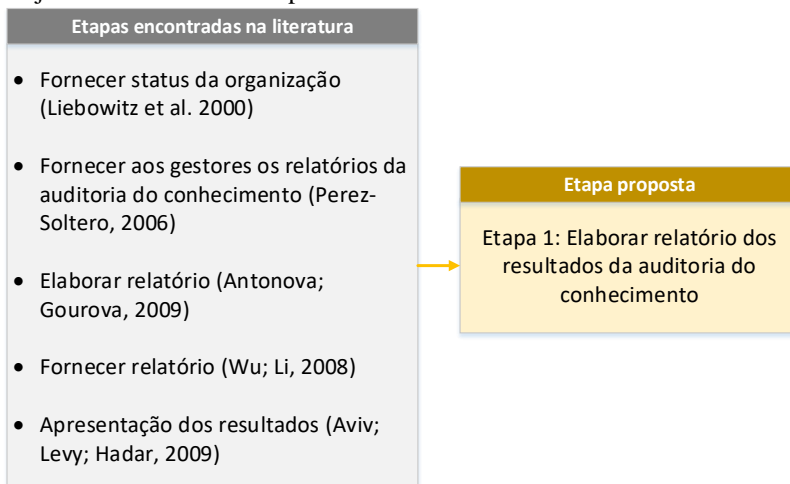 Etapas encontradas na literatura
• Fornecer status da organização
(Liebowitz et al. 2000)
• Fornecer aos gestores os relatórios da
auditoria do conhecimento (Perez-
Soltero, 2006)
• Elaborar relatório (Antonova;
Gourova, 2009)
• Fornecer relatório (Wu; Li, 2008)
• Apresentação dos resultados (Aviv;
Levy; Hadar, 2009)
Etapa proposta
Etapa 1: Elaborar relatório dos
resultados da auditoria do
conhecimento